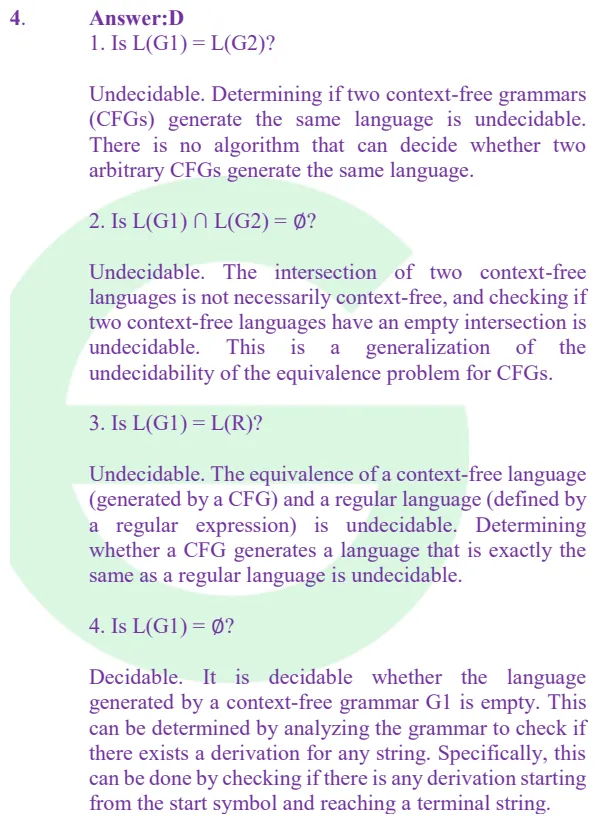 4. Answer:D
1. Is L(G1) = L(G2)?
Undecidable. Determining if two context-free grammars
(CFGs) generate the same language is undecidable.
There is no algorithm that can decide whether two
arbitrary CFGs generate the same language.
2. Is L(G1) ∩ L(G2) = ∅?
Undecidable. The intersection of two context-free
languages is not necessarily context-free, and checking if
two context-free languages have an empty intersection is
undecidable. This is a generalization of the
undecidability of the equivalence problem for CFGs.
3. Is L(G1) = L(R)?
Undecidable. The equivalence of a context-free language
(generated by a CFG) and a regular language (defined by
a regular expression) is undecidable. Determining
whether a CFG generates a language that is exactly the
same as a regular language is undecidable.
4. Is L(G1) = ∅?
Decidable. It is decidable whether the language
generated by a context-free grammar G1 is empty. This
can be determined by analyzing the grammar to check if
there exists a derivation for any string. Specifically, this
can be done by checking if there is any derivation starting
from the start symbol and reaching a terminal string.